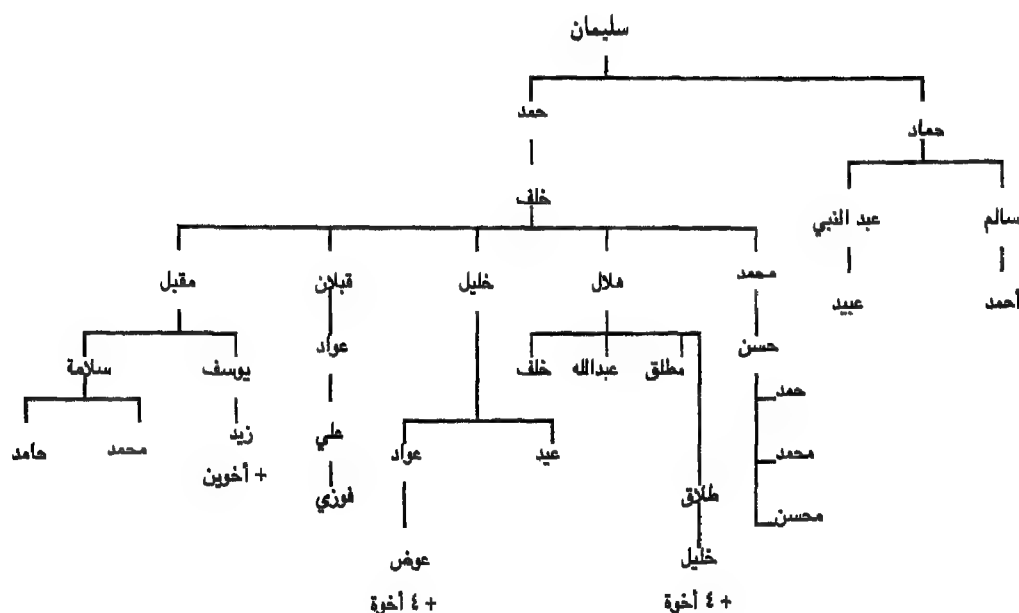 سليمان
حمد
حماد
خلف
سالم
عبد النبي
محمد
هلال
خليل
قبلان
مقبل
أحمد
عبيد
حسن
مطلق
عبدالله
خلف
عواد
يوسف
سلامة
حمد
محمد
محسن
عيد
عواد
علي
زيد
+ أخوين
محمد
حامد
طلاق
فوزي
خليل
+ ٤ أخوة
عوض
+ ٤ أخوة